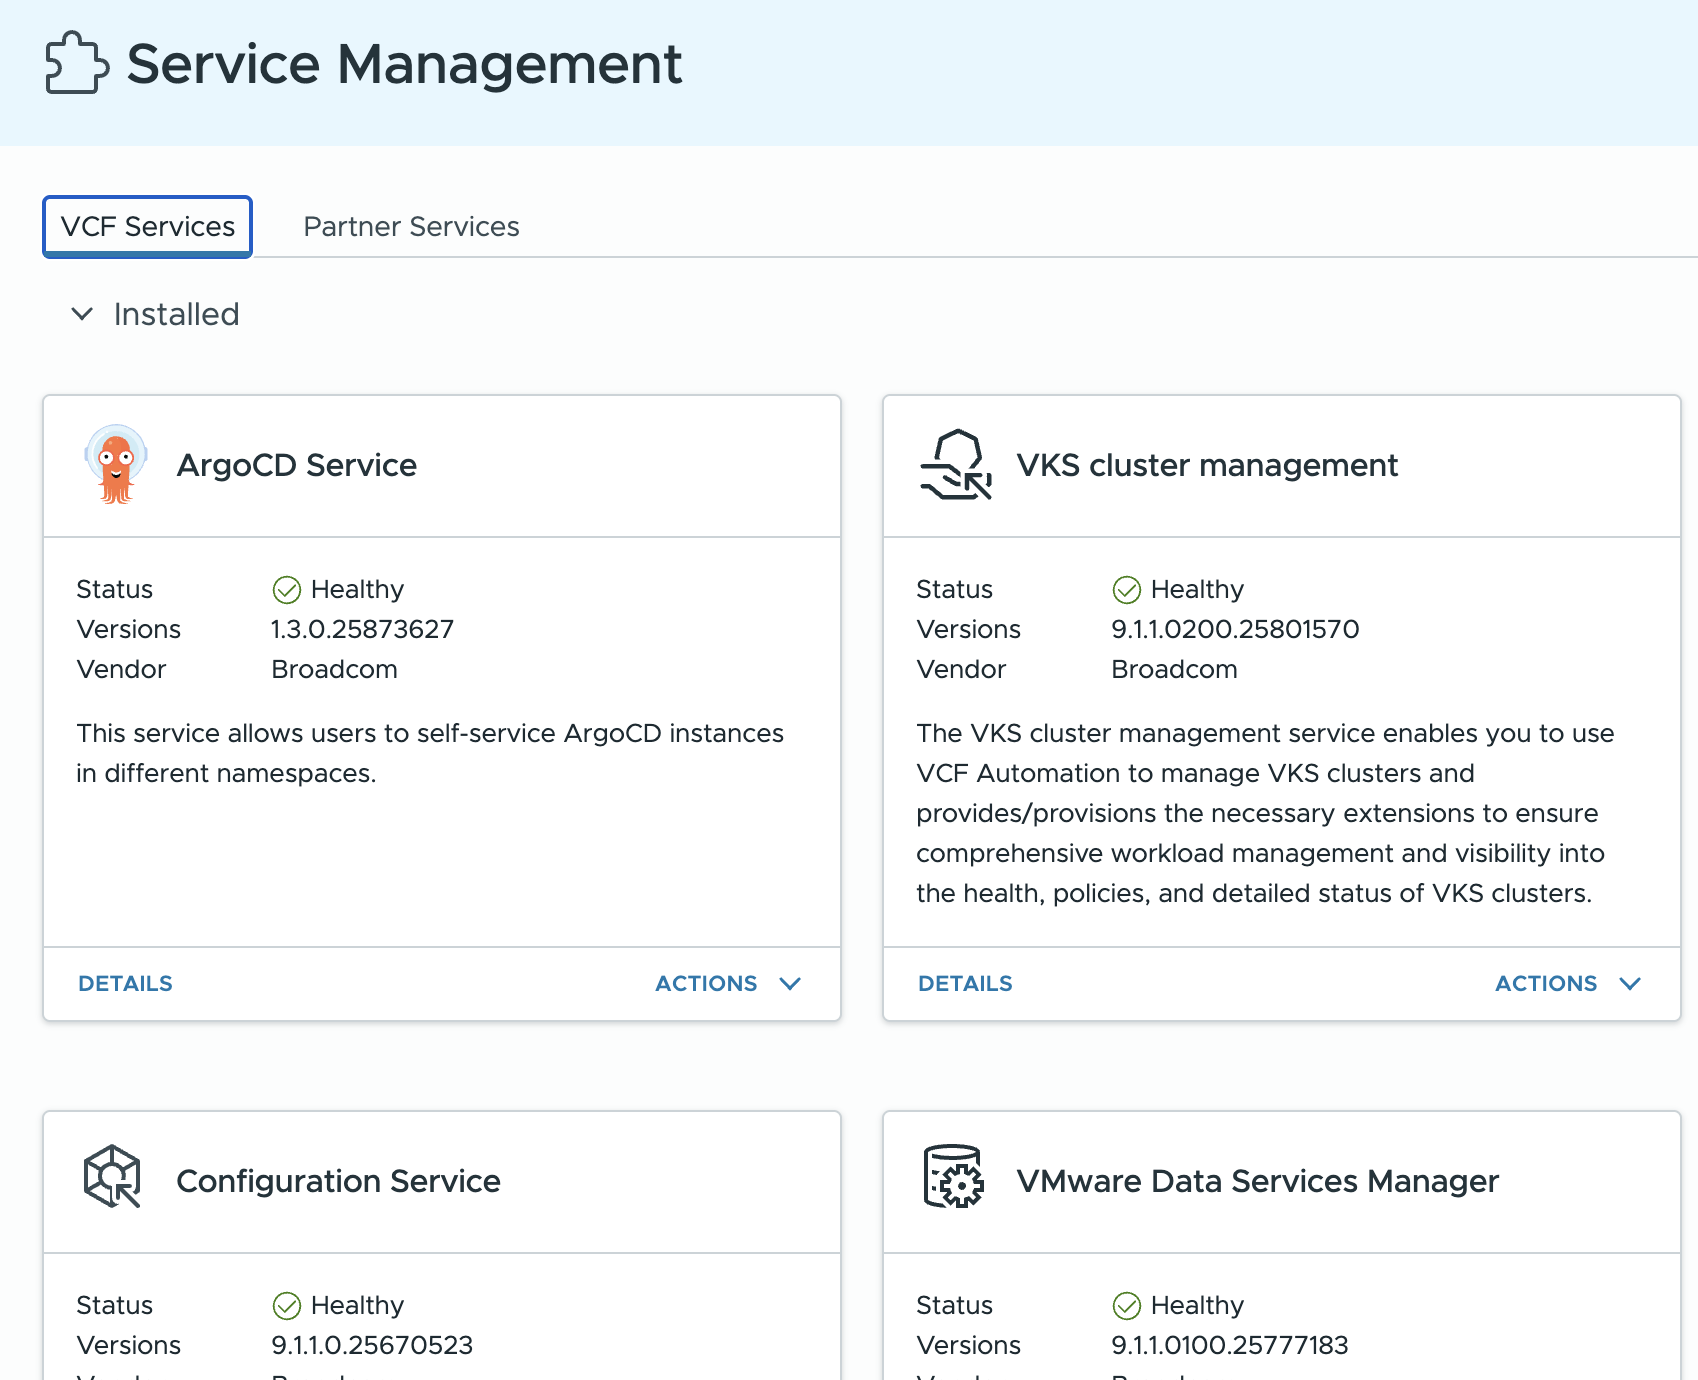 Service Management
VCF Services
Partner Services
Installed
ArgoCD Service
Status Healthy
Versions 1.3.0.25873627
Vendor Broadcom
This service allows users to self-service ArgoCD instances
in different namespaces.
DETAILS
ACTIONS
VKS cluster management
Status Healthy
Versions 9.1.1.0200.25801570
Vendor Broadcom
The VKS cluster management service enables you to use
VCF Automation to manage VKS clusters and
provides/provisions the necessary extensions to ensure
comprehensive workload management and visibility into
the health, policies, and detailed status of VKS clusters.
DETAILS
ACTIONS
Configuration Service
Status Healthy
Versions 9.1.1.0.25670523
VMware Data Services Manager
Status Healthy
Versions 9.1.1.0100.25777183